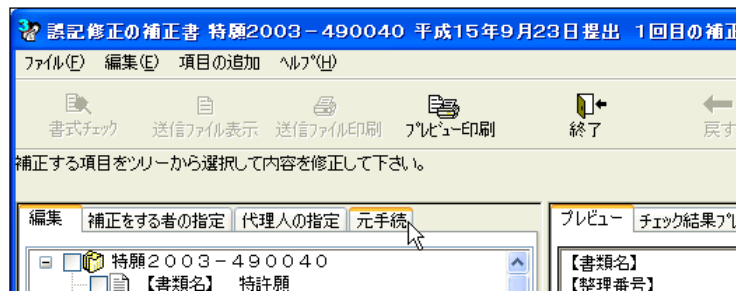 誤記修正の補正書 特願2003－490040 平成15年9月23日提出 1回目の補正
ﾌｧｲﾙ(F) 編集(E) 項目の追加 ﾍﾙﾌﾟ(H)
書式ﾁｪｯｸ 送信ﾌｧｲﾙ表示 送信ﾌｧｲﾙ印刷 ﾌﾟﾚﾋﾞｭｰ印刷 終了 戻す
補正する項目をﾂﾘｰから選択して内容を修正して下さい。
編集 補正をする者の指定 代理人の指定 元手続 プレビュー ﾁｪｯｸ結果ﾌﾟﾚ
特願２００３－４９００４０ 【書類名】
【書類名】 特許願 【整理番号】